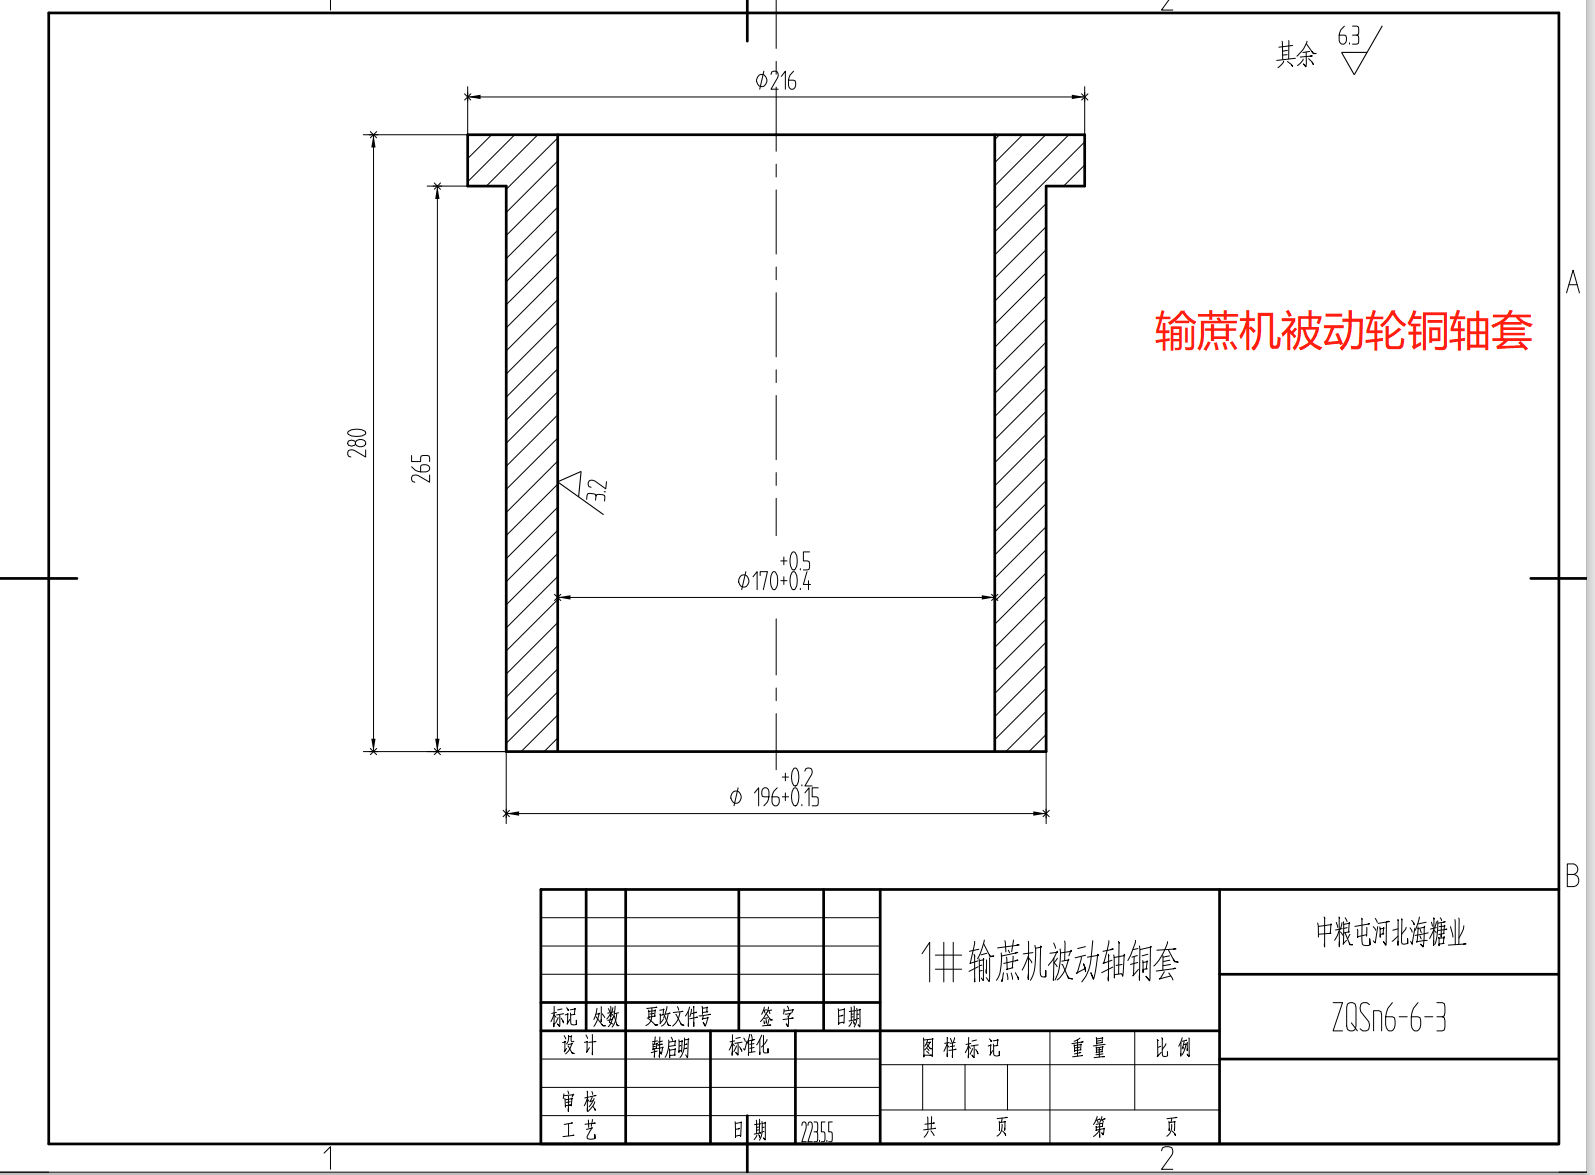 2
其余 6.3
φ216
A
输蔗机被动轮铜轴套
280
265
3.2
+0.5
φ170+0.4
+0.2
φ 196+0.15
B
1#输蔗机被动轴铜套
中粮屯河北海糖业
ZQSn6-6-3
标记 处数 更改文件号 签 字 日期
设 计 韩启明 标准化
图 样 标 记 重 量 比 例
审 核
工 艺 日 期 223.5.5
共 页 第 页
1 2